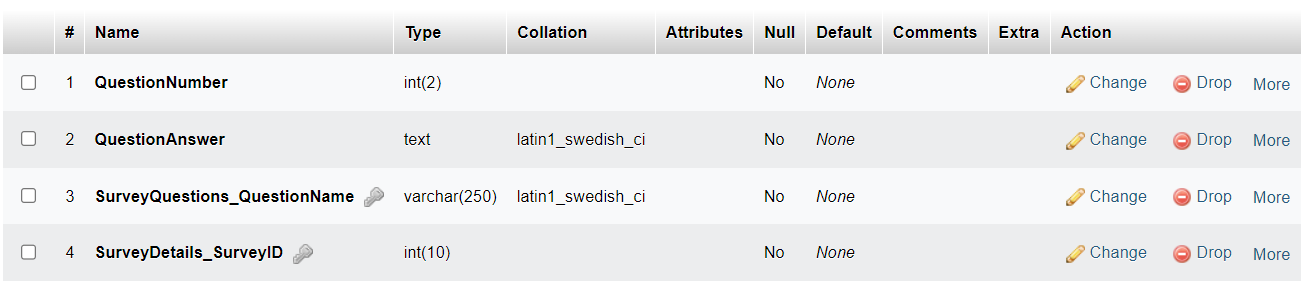 # Name Type Collation Attributes Null Default Comments Extra Action
1 QuestionNumber int(2) No None Change Drop More
2 QuestionAnswer text latin1_swedish_ci No None Change Drop More
3 SurveyQuestions_QuestionName varchar(250) latin1_swedish_ci No None Change Drop More
4 SurveyDetails_SurveyID int(10) No None Change Drop More